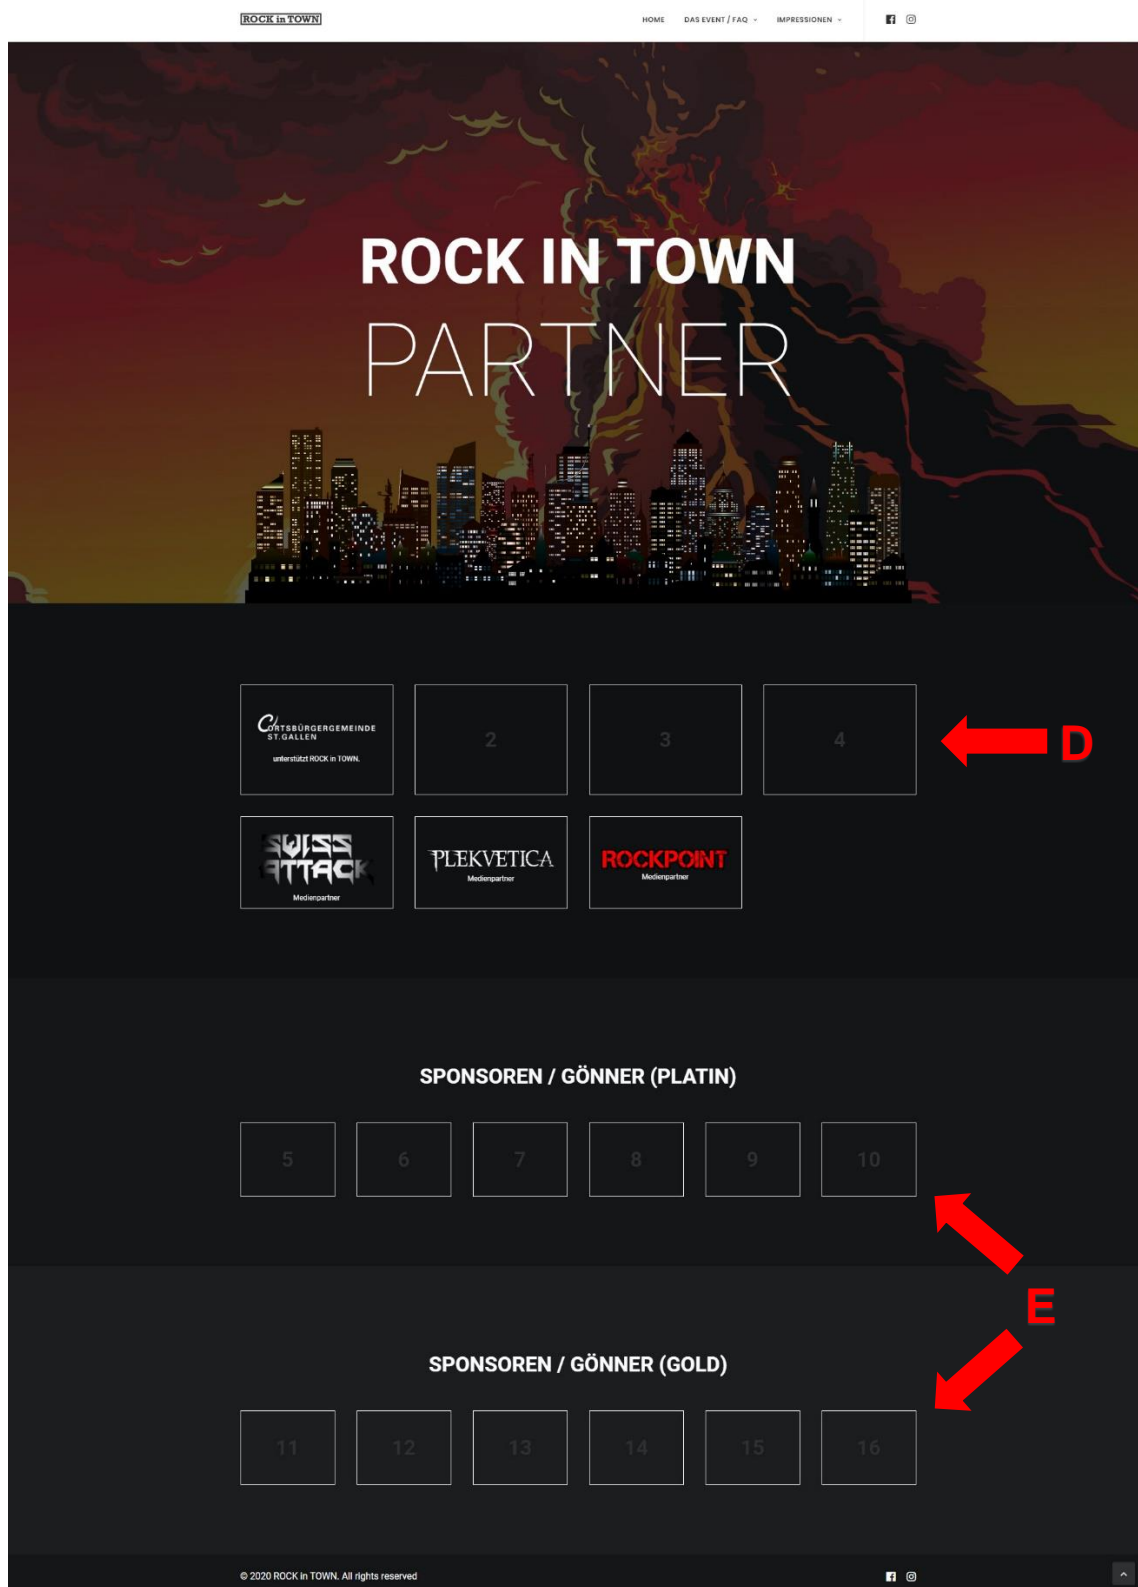 ROCK in TOWN
HOME DAS EVENT / FAQ IMPRESSIONEN
ROCK IN TOWN
PARTNER
ORTSBÜRGERGEMEINDE
ST.GALLEN
unterstützt ROCK in TOWN.
2
3
4
D
SWISS
ATTACK
Medienpartner
PLEKVETICA
Medienpartner
ROCKPOINT
Medienpartner
SPONSOREN / GÖNNER (PLATIN)
5 6 7 8 9 10
E
SPONSOREN / GÖNNER (GOLD)
11 12 13 14 15 16
© 2020 ROCK in TOWN. All rights reserved